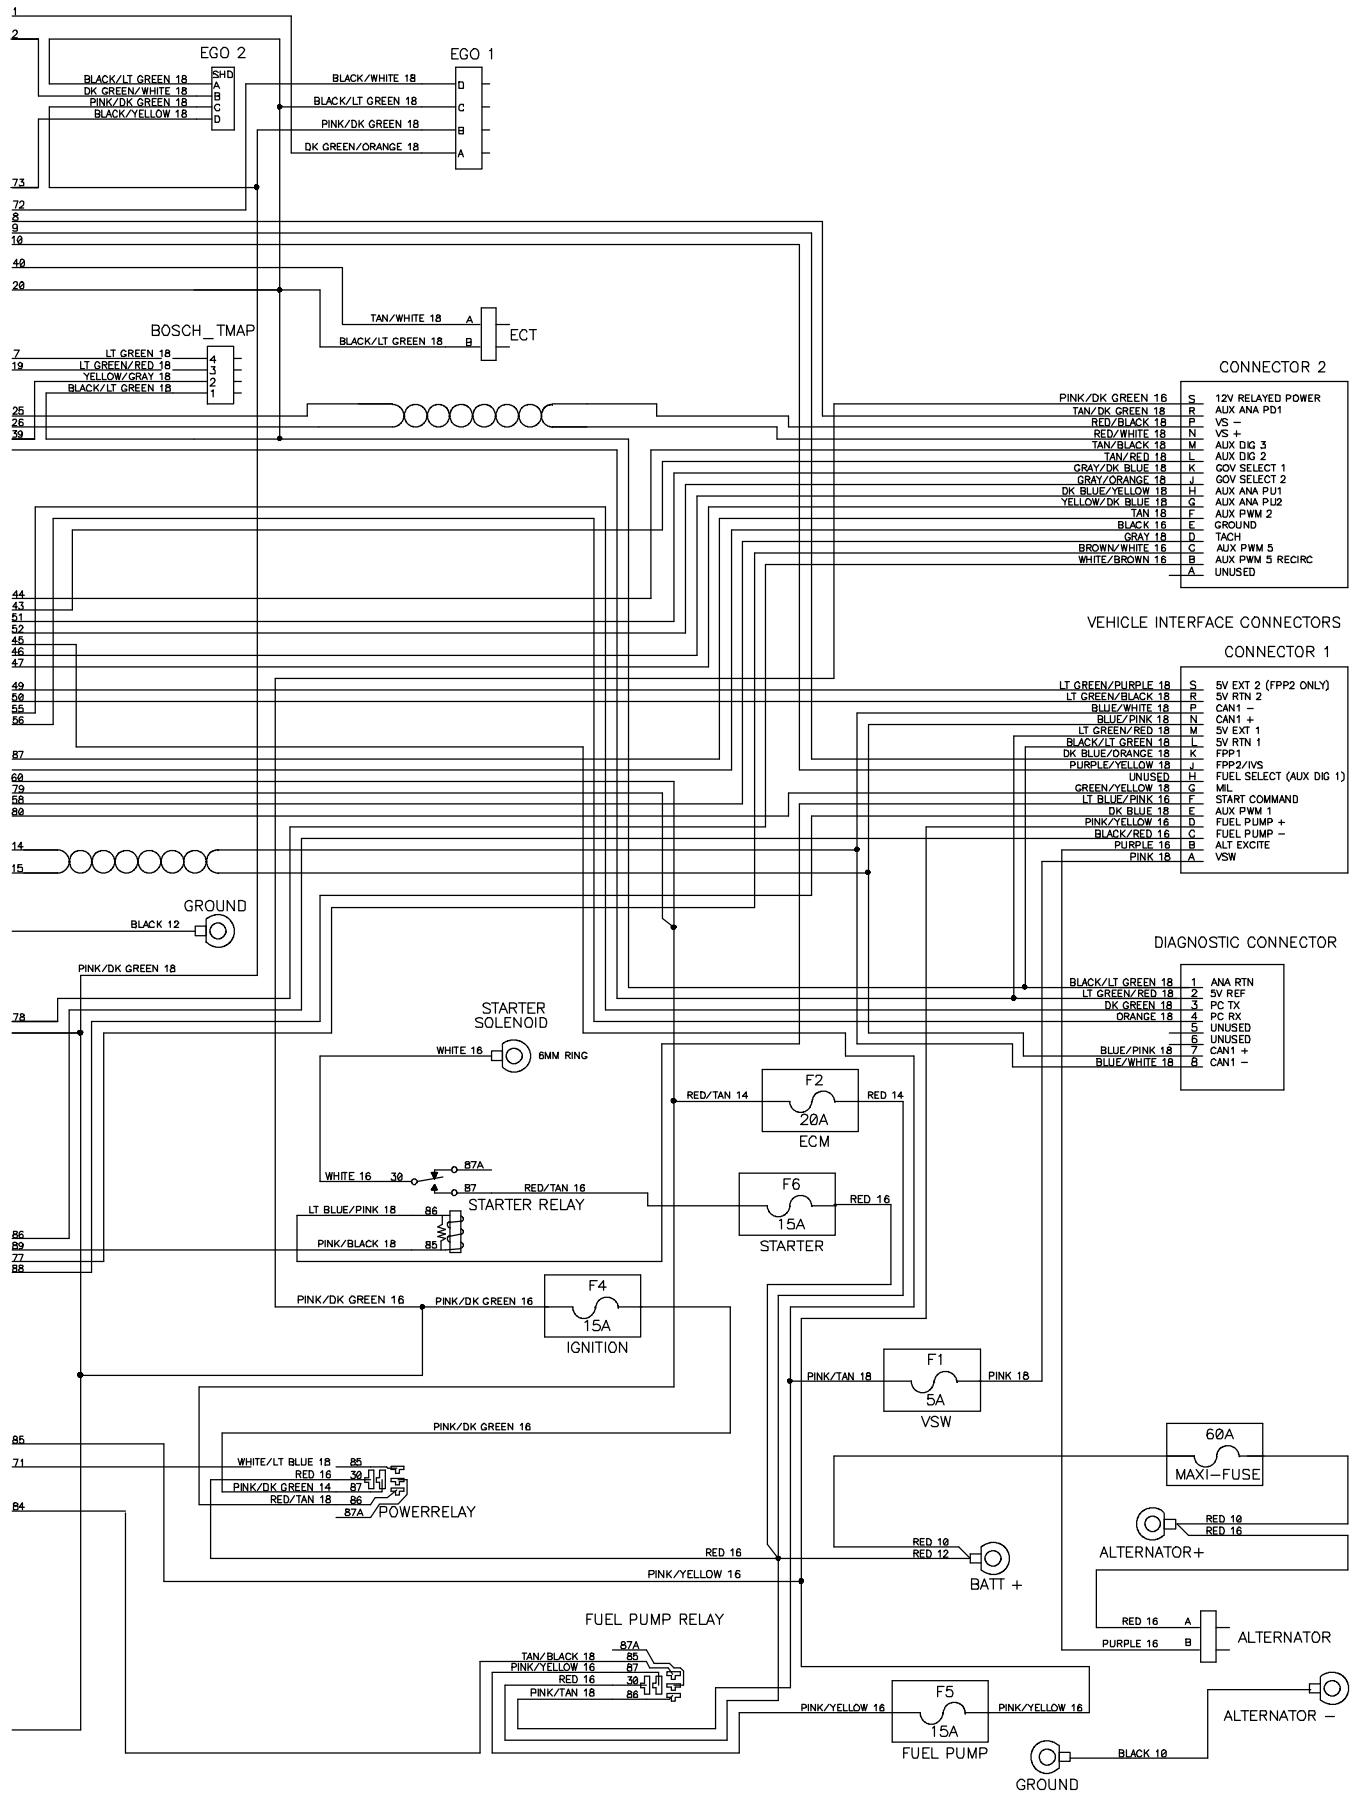 1
2
EGO 2
EGO 1
SHD
BLACK/LT GREEN 18 A
DK GREEN/WHITE 18 B
PINK/DK GREEN 18 C
BLACK/YELLOW 18 D
BLACK/WHITE 18 D
BLACK/LT GREEN 18 C
PINK/DK GREEN 18 B
DK GREEN/ORANGE 18 A
73
72
8
9
10
40
20
TAN/WHITE 18 A
BLACK/LT GREEN 18 B
ECT
BOSCH_TMAP
7 LT GREEN 18 4
19 LT GREEN/RED 18 3
YELLOW/GRAY 18 2
BLACK/LT GREEN 18 1
25
26
39
CONNECTOR 2
PINK/DK GREEN 16 S 12V RELAYED POWER
TAN/DK GREEN 18 R AUX ANA PD1
RED/BLACK 18 P VS -
RED/WHITE 18 N VS +
TAN/BLACK 18 M AUX DIG 3
TAN/RED 18 L AUX DIG 2
GRAY/DK BLUE 18 K GOV SELECT 1
GRAY/ORANGE 18 J GOV SELECT 2
DK BLUE/YELLOW 18 H AUX ANA PU1
YELLOW/DK BLUE 18 G AUX ANA PU2
TAN 18 F AUX PWM 2
BLACK 16 E GROUND
GRAY 18 D TACH
BROWN/WHITE 16 C AUX PWM 5
WHITE/BROWN 16 B AUX PWM 5 RECIRC
A UNUSED
44
43
51
52
45
46
47
49
50
55
56
87
60
79
58
80
14
15
VEHICLE INTERFACE CONNECTORS
CONNECTOR 1
LT GREEN/PURPLE 18 S 5V EXT 2 (FPP2 ONLY)
LT GREEN/BLACK 18 R 5V RTN 2
BLUE/WHITE 18 P CAN1 -
BLUE/PINK 18 N CAN1 +
LT GREEN/RED 18 M 5V EXT 1
BLACK/LT GREEN 18 L 5V RTN 1
DK BLUE/ORANGE 18 K FPP1
PURPLE/YELLOW 18 J FPP2/IVS
UNUSED H FUEL SELECT (AUX DIG 1)
GREEN/YELLOW 18 G MIL
LT BLUE/PINK 16 F START COMMAND
DK BLUE 18 E AUX PWM 1
PINK/YELLOW 16 D FUEL PUMP +
BLACK/RED 16 C FUEL PUMP -
PURPLE 16 B ALT EXCITE
PINK 18 A VSW
GROUND
BLACK 12
PINK/DK GREEN 18
78
DIAGNOSTIC CONNECTOR
BLACK/LT GREEN 18 1 ANA RTN
LT GREEN/RED 18 2 5V REF
DK GREEN 18 3 PC TX
ORANGE 18 4 PC RX
5 UNUSED
6 UNUSED
BLUE/PINK 18 7 CAN1 +
BLUE/WHITE 18 8 CAN1 -
STARTER
SOLENOID
WHITE 16
6MM RING
RED/TAN 14
F2
20A
RED 14
ECM
WHITE 16 30
87A
87
RED/TAN 16
STARTER RELAY
LT BLUE/PINK 18 86
PINK/BLACK 18 85
F6
15A
RED 16
STARTER
86
89
77
88
PINK/DK GREEN 16
PINK/DK GREEN 16
F4
15A
IGNITION
PINK/TAN 18
F1
5A
PINK 18
VSW
85
71
84
PINK/DK GREEN 16
WHITE/LT BLUE 18 85
RED 16 30
PINK/DK GREEN 14 87
RED/TAN 18 86
87A
POWERRELAY
60A
MAXI-FUSE
RED 10
RED 16
ALTERNATOR+
RED 16
RED 10
RED 12
BATT +
PINK/YELLOW 16
RED 16 A
PURPLE 16 B
ALTERNATOR
FUEL PUMP RELAY
87A
TAN/BLACK 18 85
PINK/YELLOW 16 87
RED 16 30
PINK/TAN 18 86
PINK/YELLOW 16
F5
15A
PINK/YELLOW 16
FUEL PUMP
ALTERNATOR -
BLACK 10
GROUND